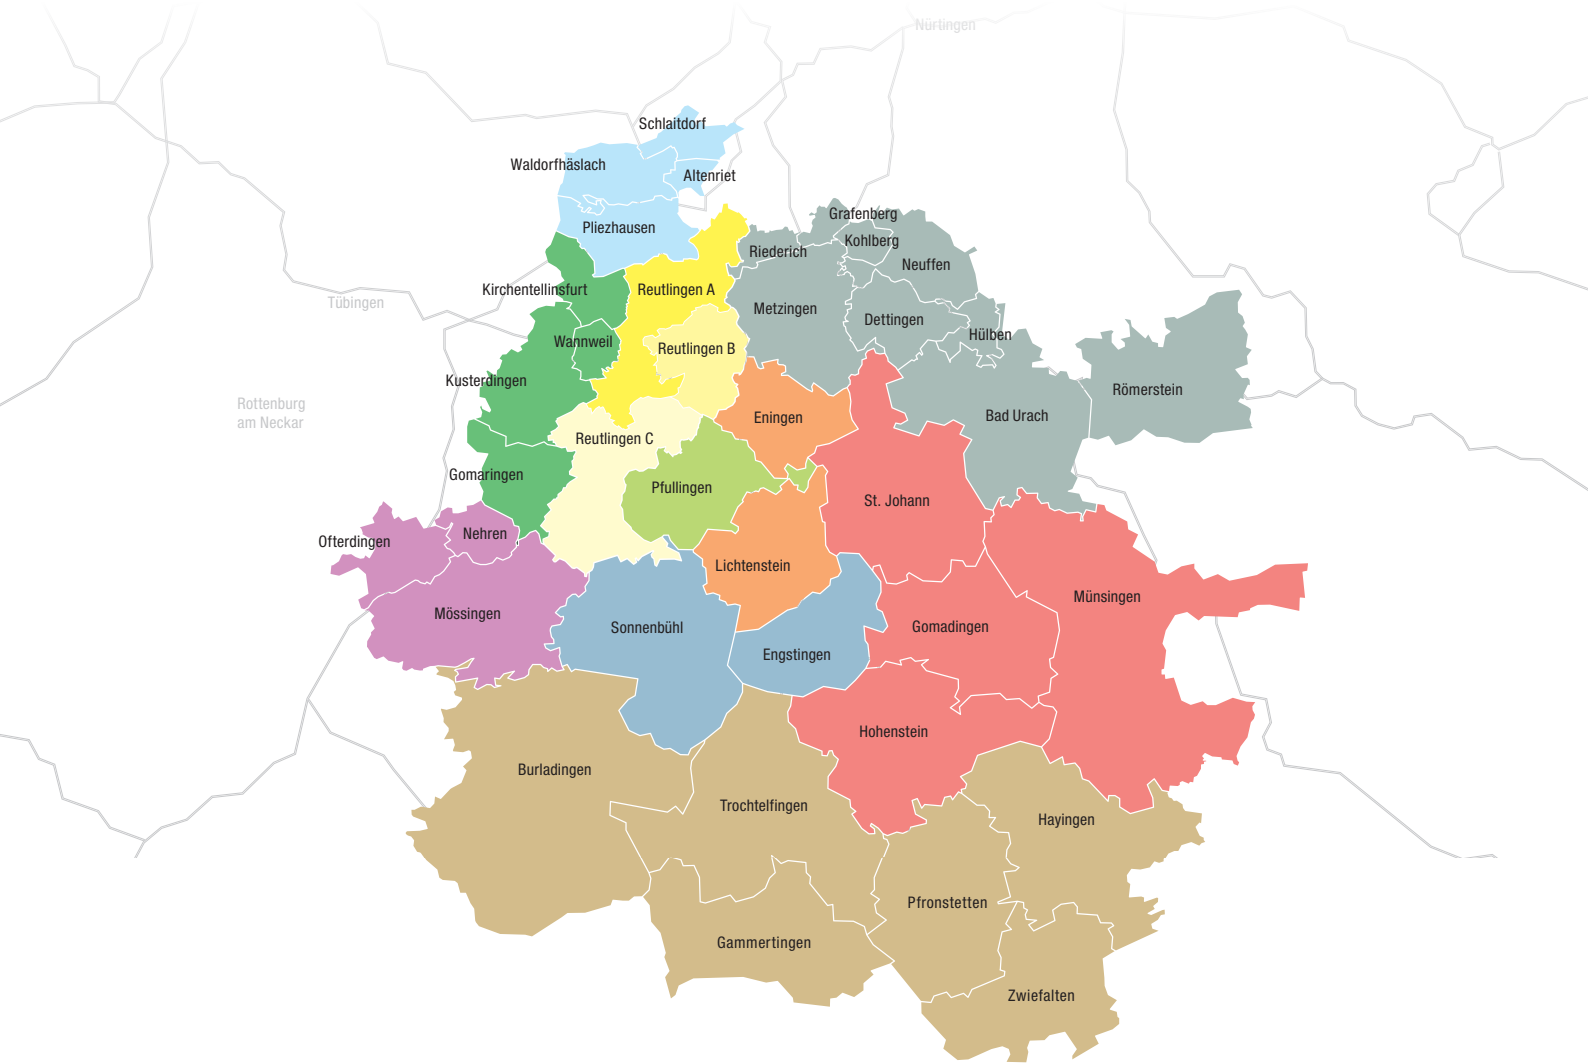 Nürtingen
Schlaitdorf
Waldorfhäslach
Altenriet
Pliezhausen
Grafenberg
Kohlberg
Riederich
Neuffen
Kirchentellinsfurt
Reutlingen A
Tübingen
Metzingen
Dettingen
Hülben
Wannweil
Reutlingen B
Kusterdingen
Römerstein
Rottenburg
am Neckar
Eningen
Bad Urach
Reutlingen C
Gomaringen
Pfullingen
St. Johann
Nehren
Ofterdingen
Lichtenstein
Münsingen
Mössingen
Sonnenbühl
Gomadingen
Engstingen
Hohenstein
Burladingen
Trochtelfingen
Hayingen
Pfronstetten
Gammertingen
Zwiefalten